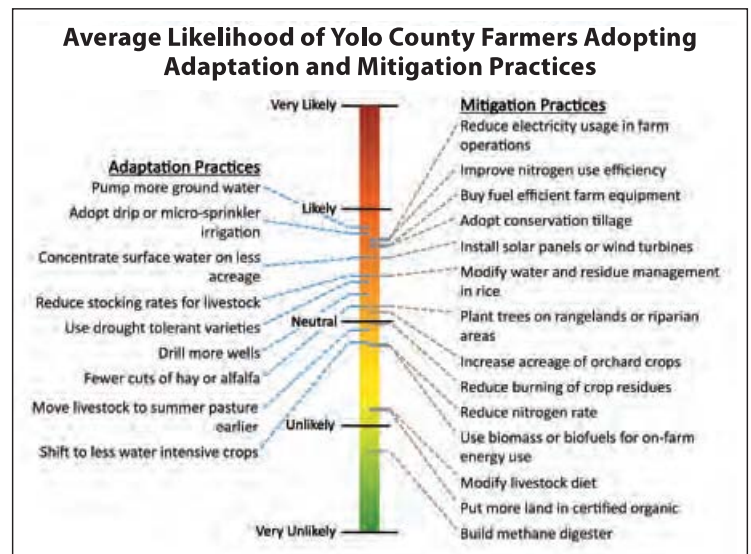 Average Likelihood of Yolo County Farmers Adopting
Adaptation and Mitigation Practices
Very Likely
Likely
Neutral
Unlikely
Very Unlikely
Adaptation Practices
Pump more ground water
Adopt drip or micro-sprinkler
irrigation
Concentrate surface water on less
acreage
Reduce stocking rates for livestock
Use drought tolerant varieties
Drill more wells
Fewer cuts of hay or alfalfa
Move livestock to summer pasture
earlier
Shift to less water intensive crops
Mitigation Practices
Reduce electricity usage in farm
operations
Improve nitrogen use efficiency
Buy fuel efficient farm equipment
Adopt conservation tillage
Install solar panels or wind turbines
Modify water and residue management
in rice
Plant trees on rangelands or riparian
areas
Increase acreage of orchard crops
Reduce burning of crop residues
Reduce nitrogen rate
Use biomass or biofuels for on-farm
energy use
Modify livestock diet
Put more land in certified organic
Build methane digester